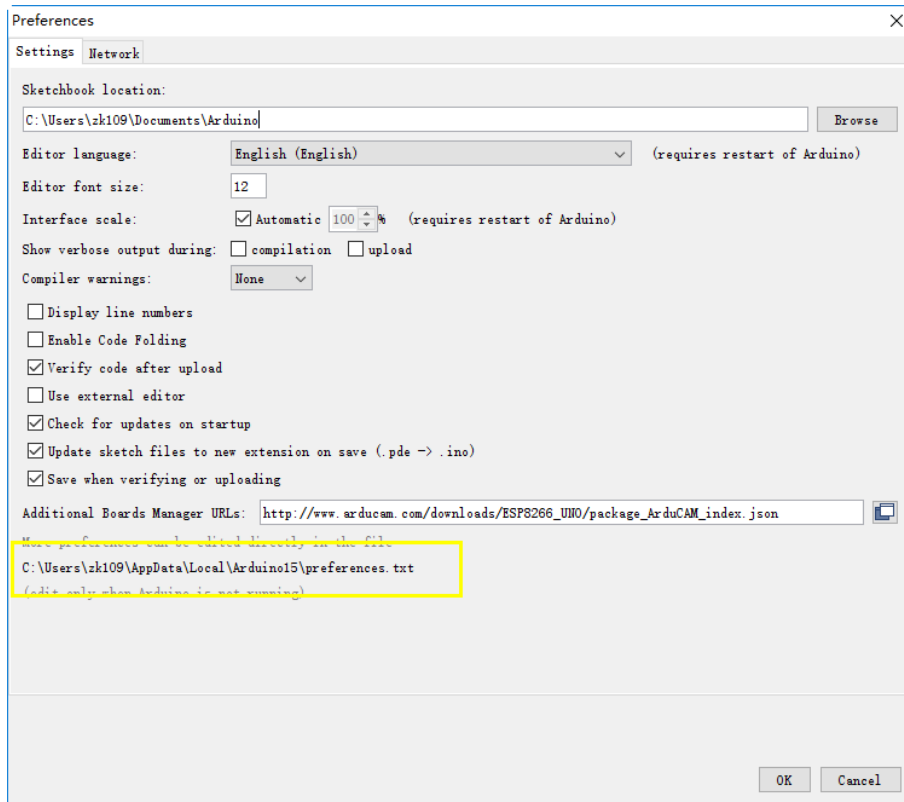 Preferences
Settings Network
Sketchbook location:
C:\Users\zk109\Documents\Arduino Browse
Editor language: English (English) (requires restart of Arduino)
Editor font size: 12
Interface scale: Automatic 100 % (requires restart of Arduino)
Show verbose output during: compilation upload
Compiler warnings: None
Display line numbers
Enable Code Folding
Verify code after upload
Use external editor
Check for updates on startup
Update sketch files to new extension on save (.pde -> .ino)
Save when verifying or uploading
Additional Boards Manager URLs: http://www.arducam.com/downloads/ESP8266_UNO/package_ArduCAM_index.json
More preferences can be edited directly in the file
C:\Users\zk109\AppData\Local\Arduino15\preferences.txt
(edit only when Arduino is not running)
OK Cancel